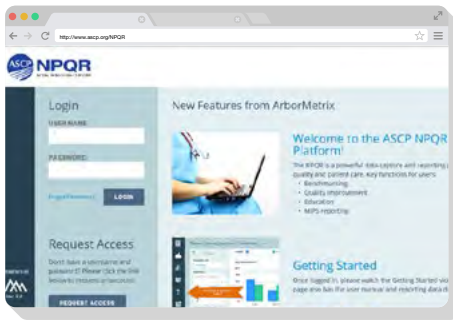 http://www.ascp.org/NPQR
ASCP NPQR
Login
USER NAME:
PASSWORD:
LOGIN
Request Access
Don't have a username and
password? Please click the link
below to request access.
REQUEST ACCESS
New Features from ArborMetrix
Welcome to the ASCP NPQR
Platform!
The NPQR is a powerful data capture and reporting
quality and patient care. Key functions for users
• Benchmarking
• Quality improvement
• Education
• MIPS reporting
Getting Started
Once logged in, please watch the Getting Started
page also has the user manual and reporting data